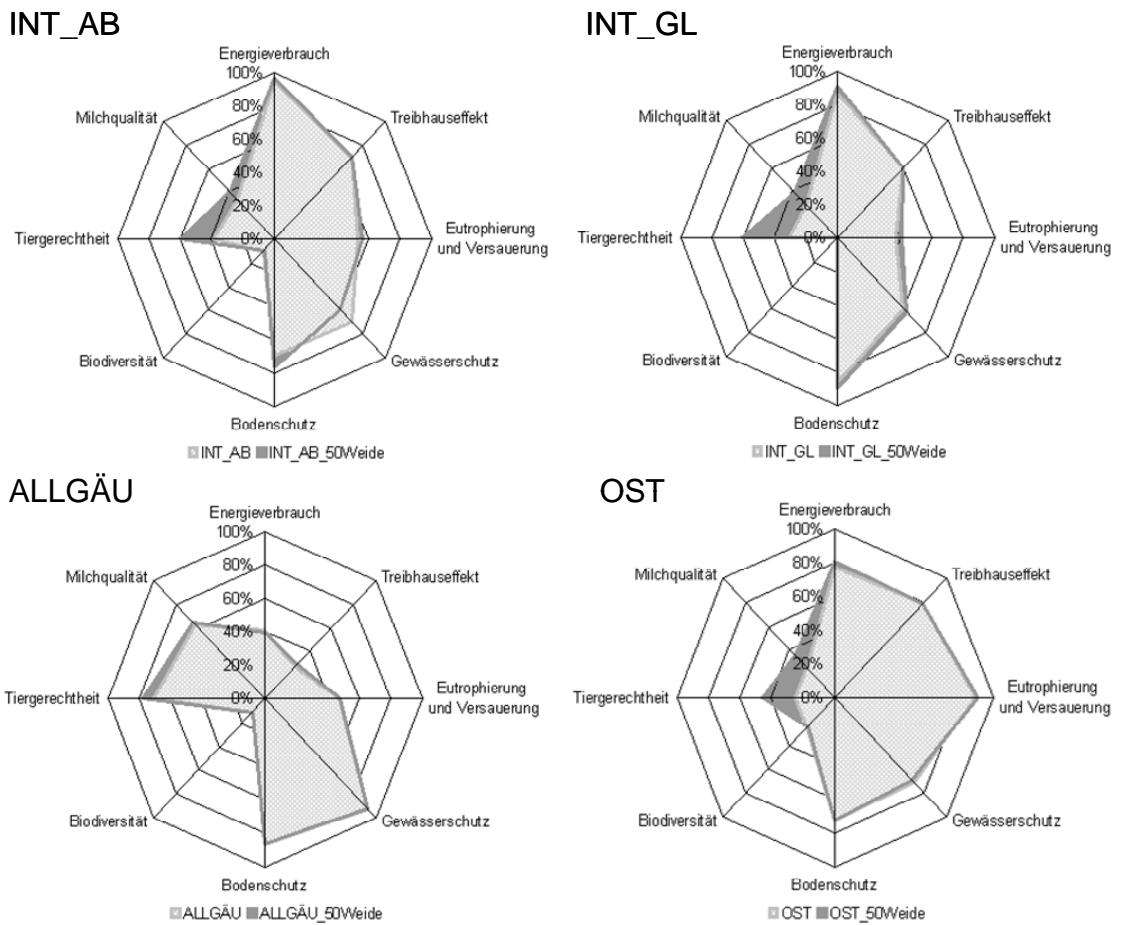 INT_AB
Energieverbrauch
100%
80%
60%
40%
20%
0%
Treibhauseffekt
Eutrophierung
und Versauerung
Gewässerschutz
Bodenschutz
Biodiversität
Tiergerechtheit
Milchqualität
INT_AB INT_AB_50Weide
INT_GL
Energieverbrauch
100%
80%
60%
40%
20%
0%
Treibhauseffekt
Eutrophierung
und Versauerung
Gewässerschutz
Bodenschutz
Biodiversität
Tiergerechtheit
Milchqualität
INT_GL INT_GL_50Weide
ALLGÄU
Energieverbrauch
100%
80%
60%
40%
20%
0%
Treibhauseffekt
Eutrophierung
und Versauerung
Gewässerschutz
Bodenschutz
Biodiversität
Tiergerechtheit
Milchqualität
ALLGÄU ALLGÄU_50Weide
OST
Energieverbrauch
100%
80%
60%
40%
20%
0%
Treibhauseffekt
Eutrophierung
und Versauerung
Gewässerschutz
Bodenschutz
Biodiversität
Tiergerechtheit
Milchqualität
OST OST_50Weide